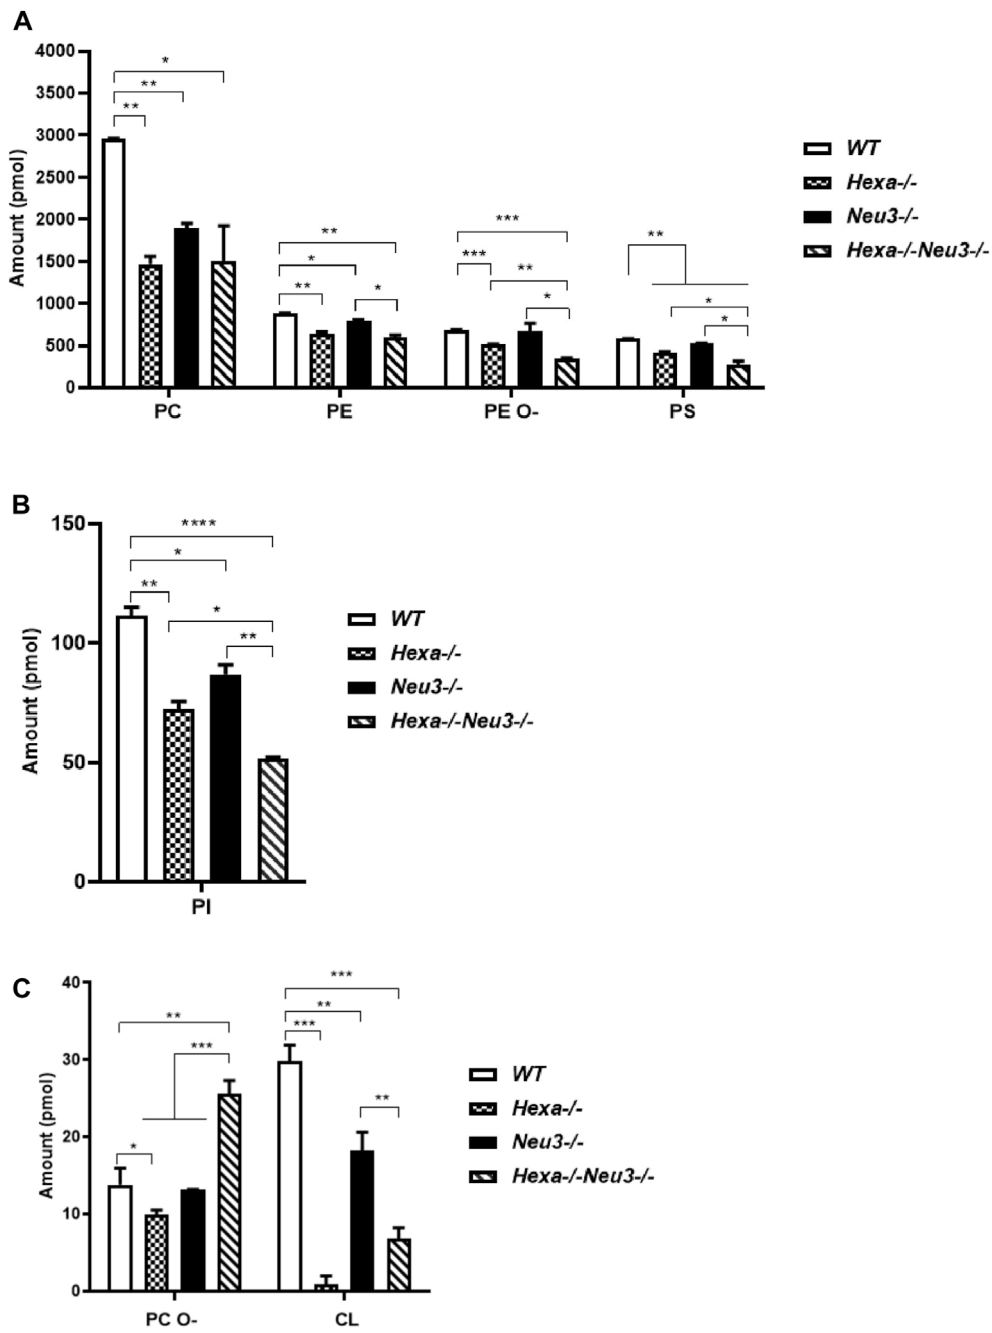 A
4000
3500
3000
2500
2000
1500
1000
500
0
Amount (pmol)
*
**
**
**
*
**
*
***
***
**
*
**
*
*
PC
PE
PE O-
PS
WT
Hexa-/-
Neu3-/-
Hexa-/-Neu3-/-
B
150
100
50
0
Amount (pmol)
****
*
**
*
**
PI
WT
Hexa-/-
Neu3-/-
Hexa-/-Neu3-/-
C
40
30
20
10
0
Amount (pmol)
**
***
*
***
**
***
**
PC O-
CL
WT
Hexa-/-
Neu3-/-
Hexa-/-Neu3-/-